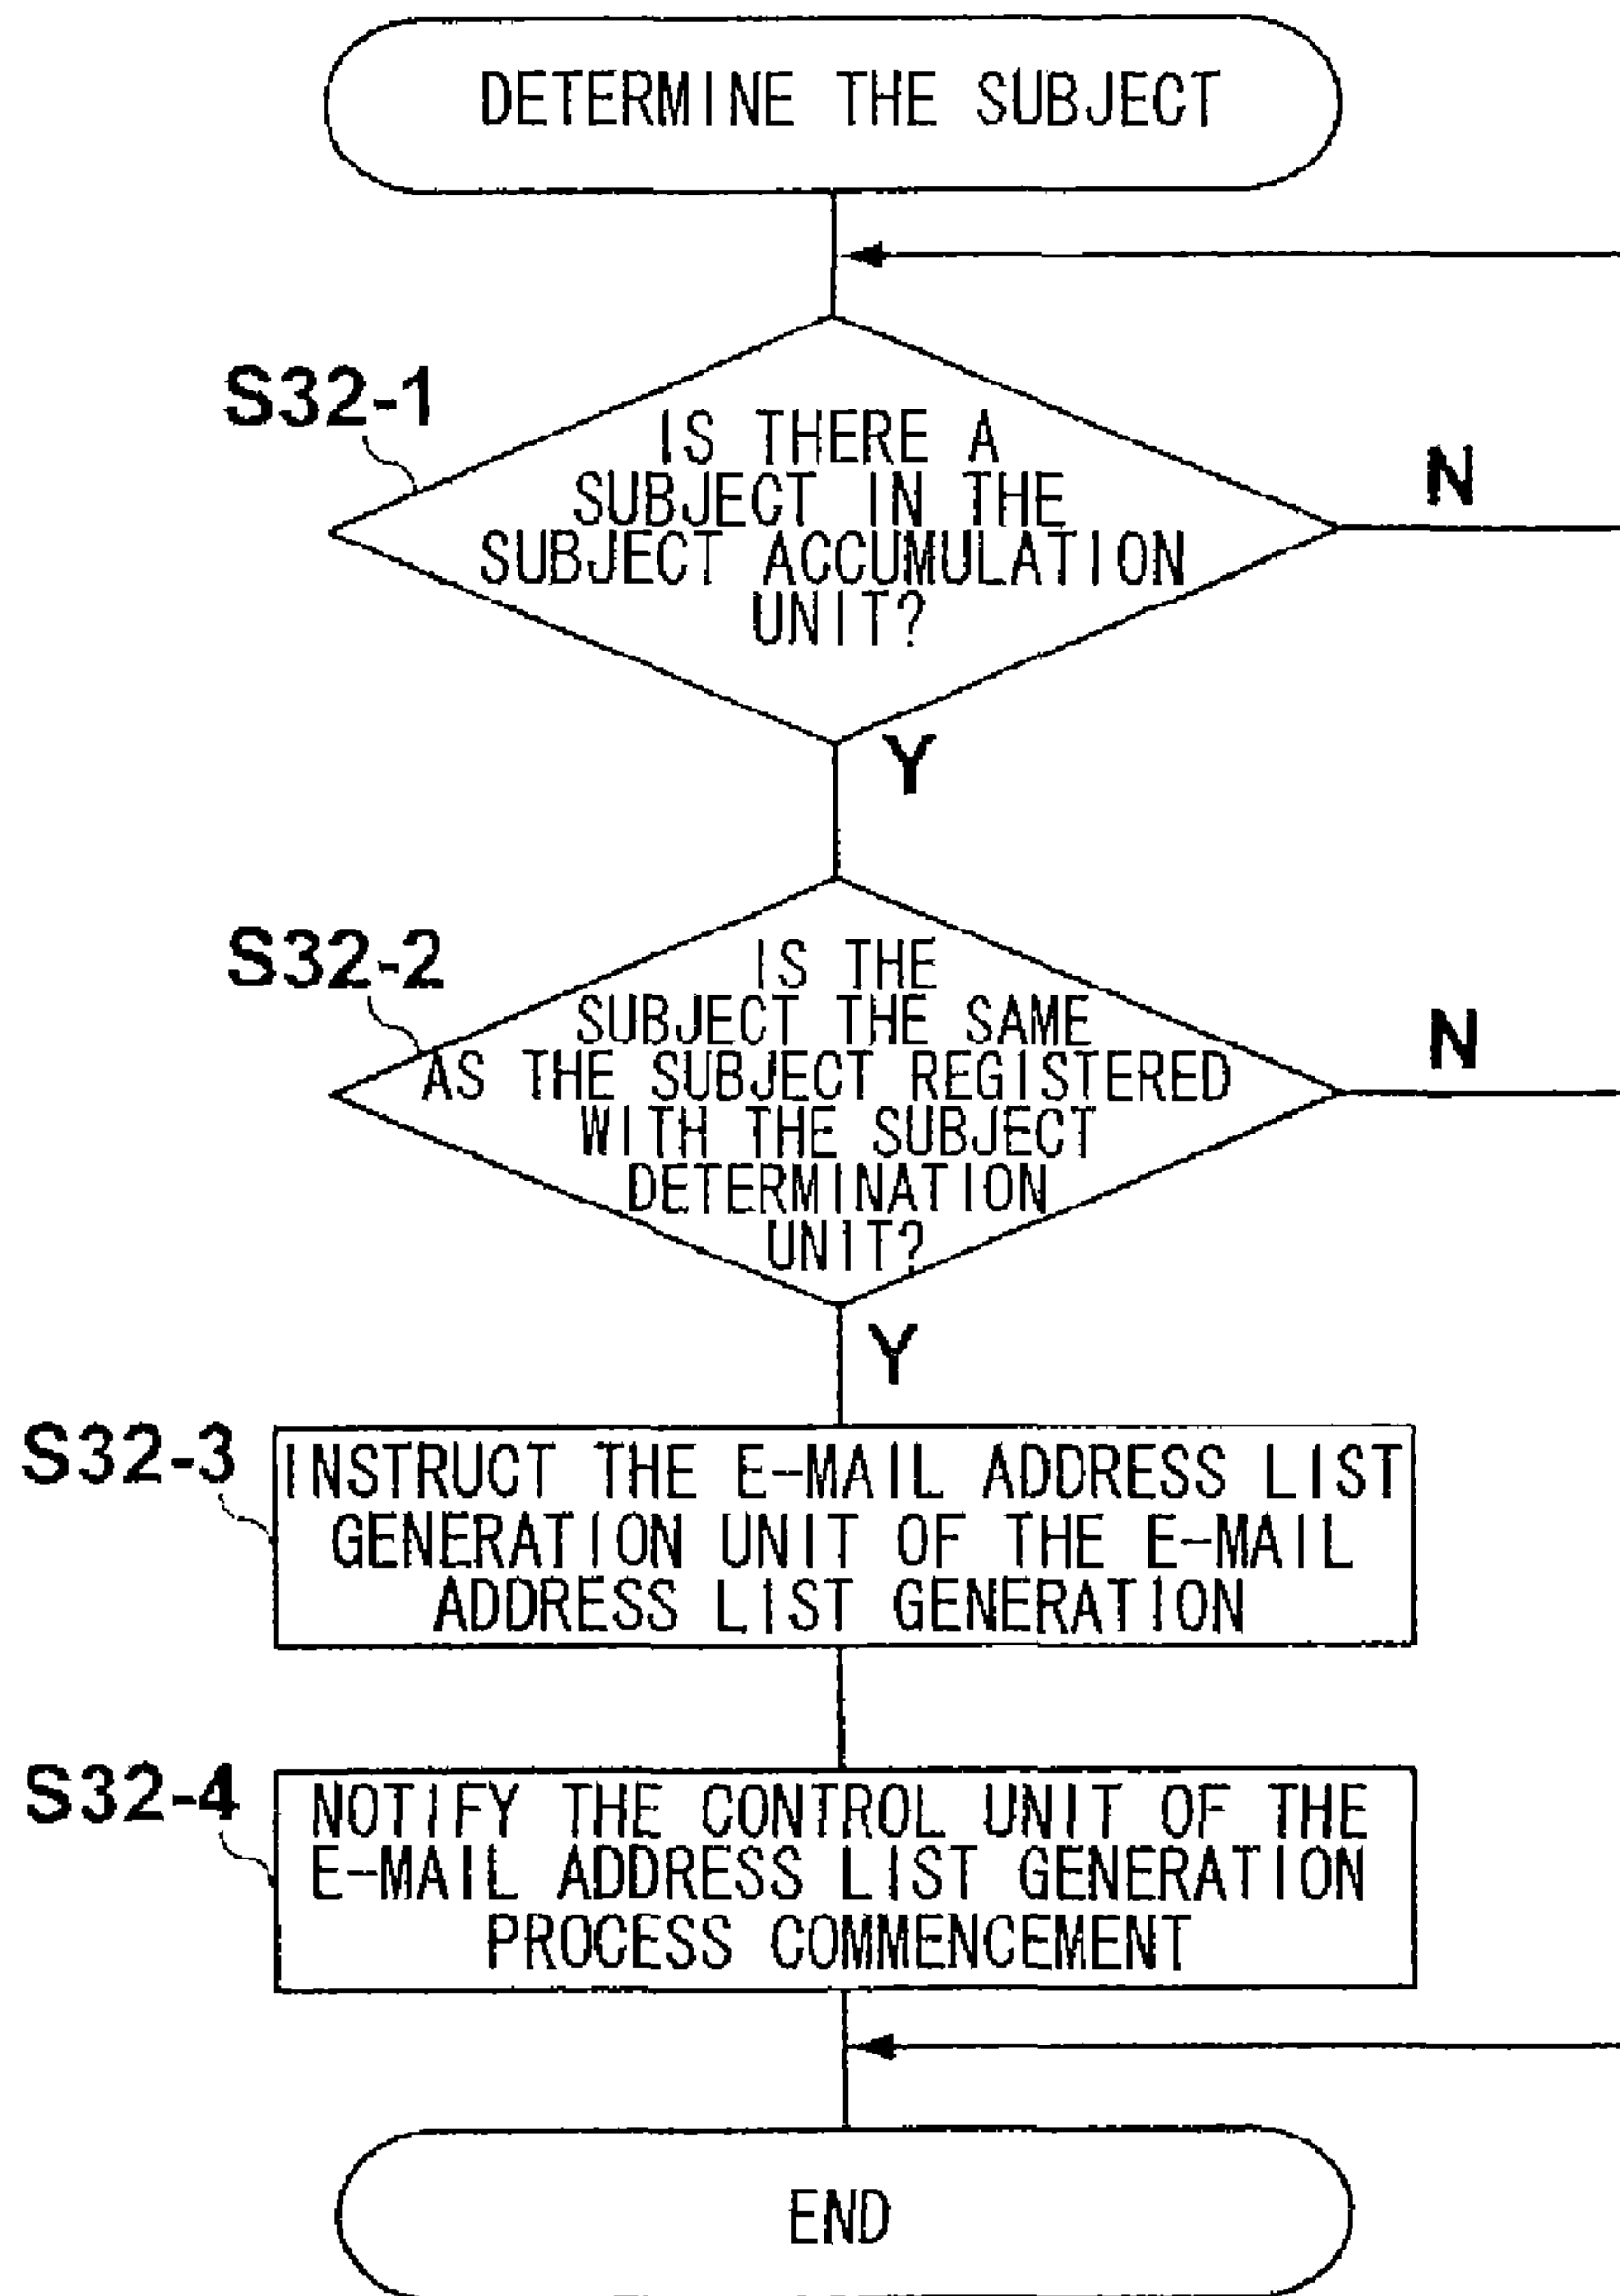 DETERMINE THE SUBJECT
S32-1
IS THERE A
SUBJECT IN THE
SUBJECT ACCUMULATION
UNIT?
N
Y
S32-2
IS THE
SUBJECT THE SAME
AS THE SUBJECT REGISTERED
WITH THE SUBJECT
DETERMINATION
UNIT?
N
Y
S32-3
INSTRUCT THE E-MAIL ADDRESS LIST
GENERATION UNIT OF THE E-MAIL
ADDRESS LIST GENERATION
S32-4
NOTIFY THE CONTROL UNIT OF THE
E-MAIL ADDRESS LIST GENERATION
PROCESS COMMENCEMENT
END